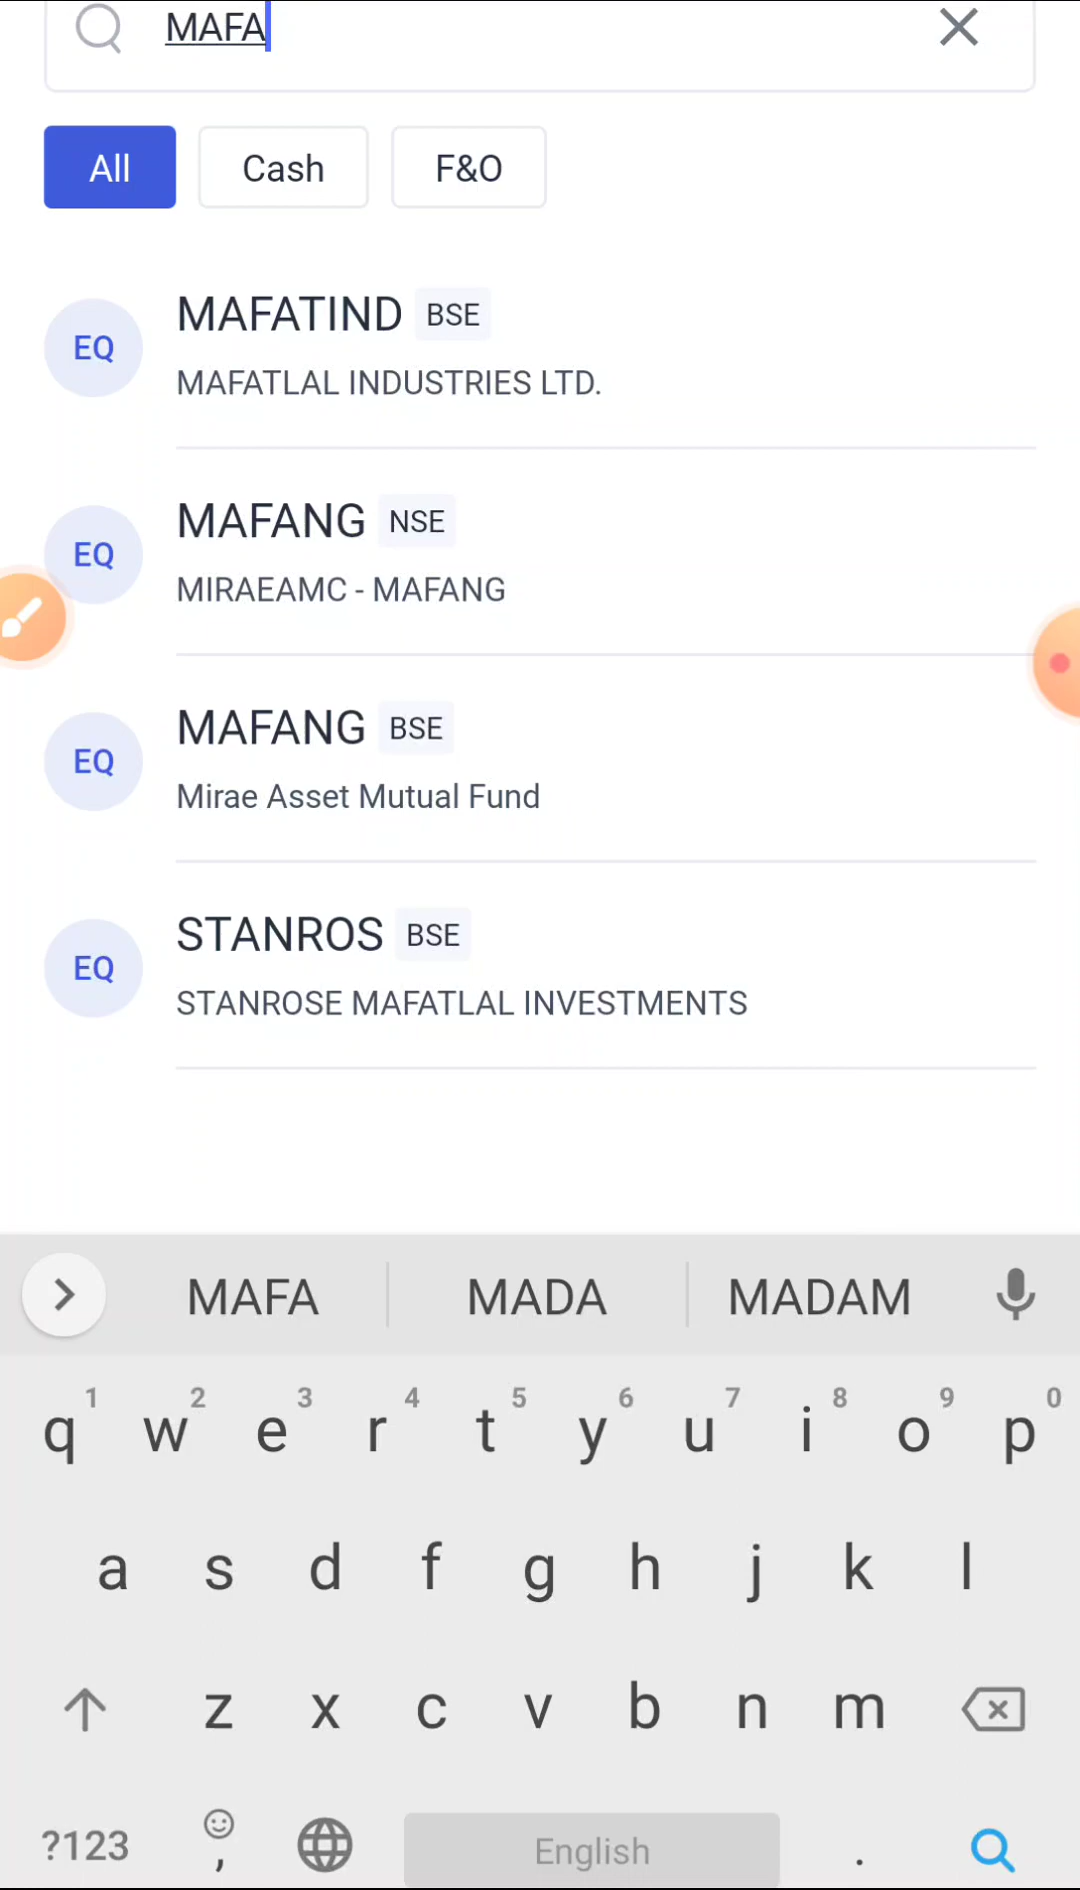 MAFA
All Cash F&O
EQ MAFATIND BSE
MAFATLAL INDUSTRIES LTD.
EQ MAFANG NSE
MIRAEAMC - MAFANG
EQ MAFANG BSE
Mirae Asset Mutual Fund
EQ STANROS BSE
STANROSE MAFATLAL INVESTMENTS
MAFA MADA MADAM
1 2 3 4 5 6 7 8 9 0
q w e r t y u i o p
a s d f g h j k l
z x c v b n m
?123 , English .